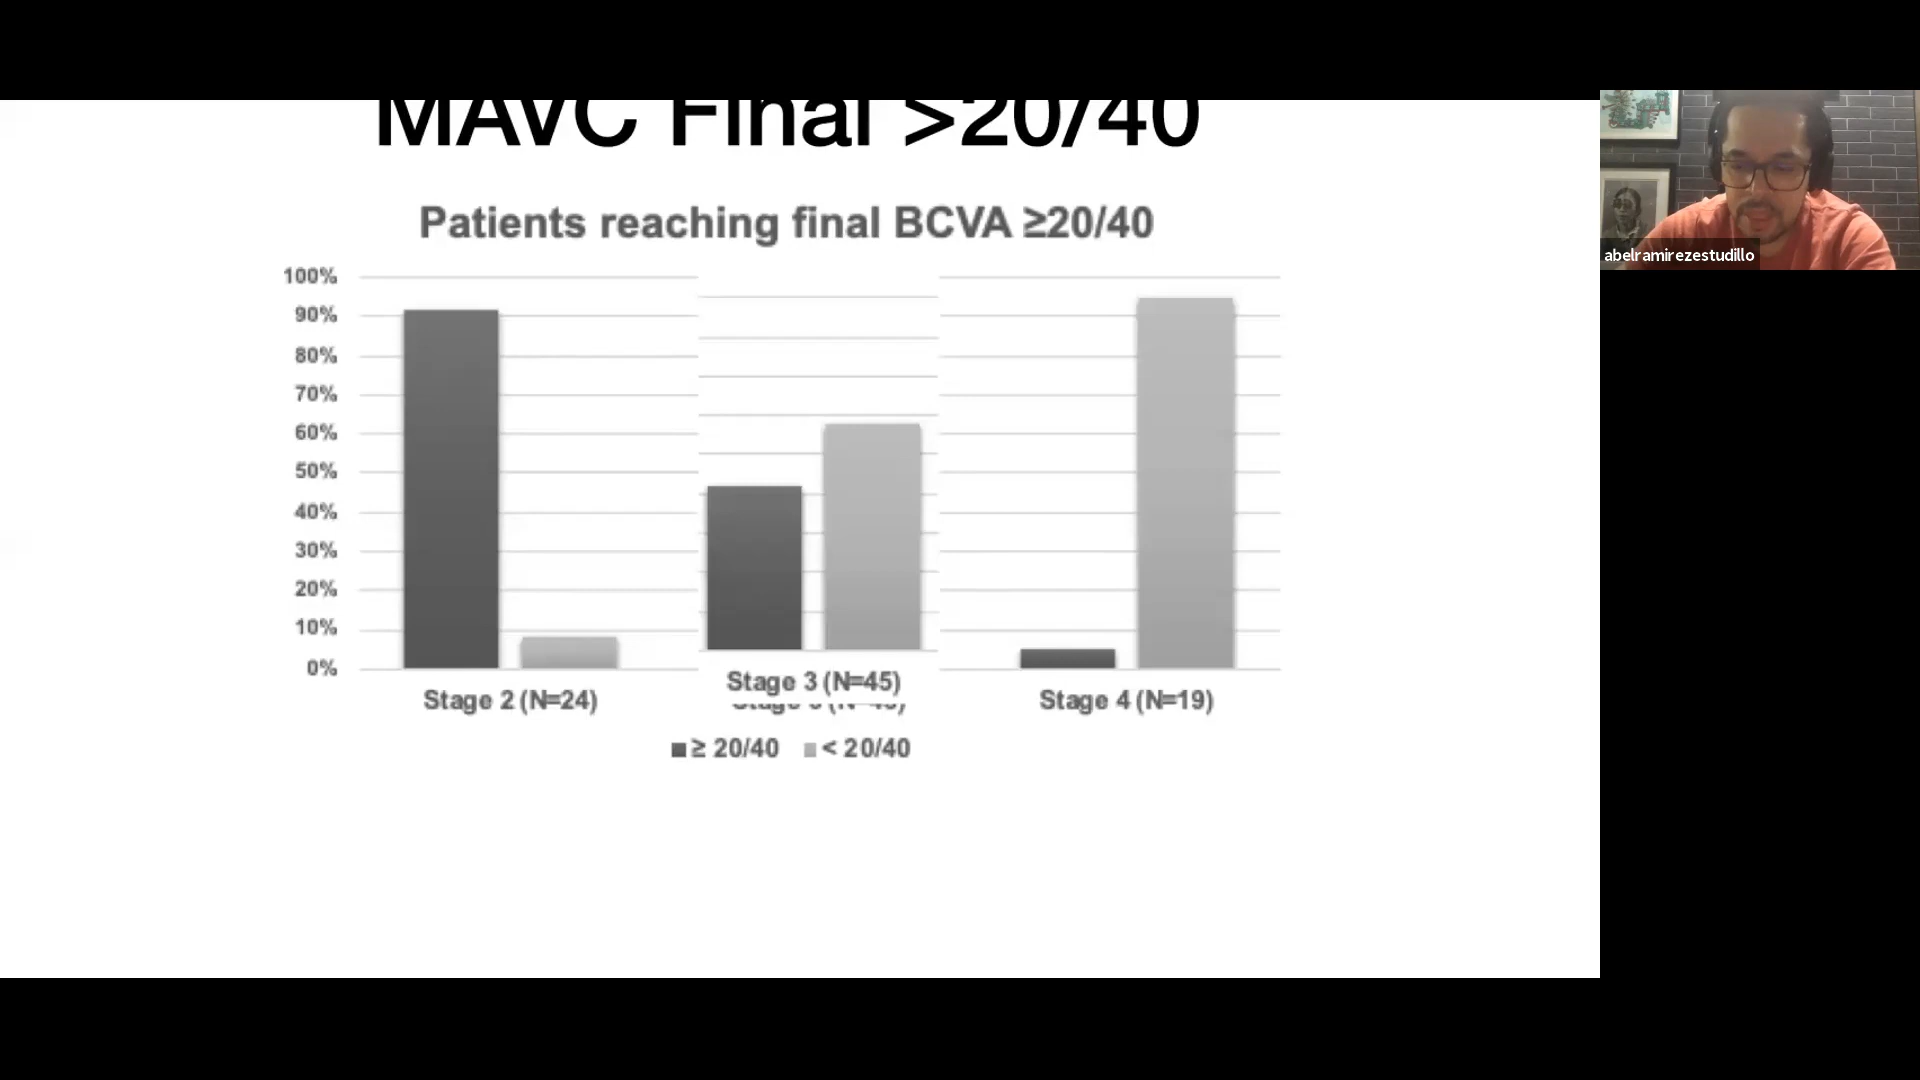 MAVC Final >20/40
Patients reaching final BCVA ≥20/40
100%
90%
80%
70%
60%
50%
40%
30%
20%
10%
0%
Stage 2 (N=24)
Stage 3 (N=45)
Stage 4 (N=19)
≥ 20/40 < 20/40
abelramirezestudillo